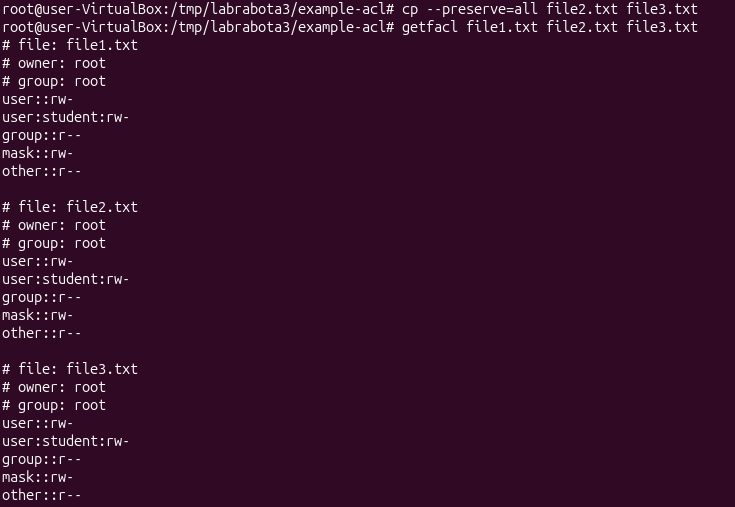 root@user-VirtualBox:/tmp/labrabota3/example-acl# cp --preserve=all file2.txt file3.txt
root@user-VirtualBox:/tmp/labrabota3/example-acl# getfacl file1.txt file2.txt file3.txt
# file: file1.txt
# owner: root
# group: root
user::rw-
user:student:rw-
group::r--
mask::rw-
other::r--

# file: file2.txt
# owner: root
# group: root
user::rw-
user:student:rw-
group::r--
mask::rw-
other::r--

# file: file3.txt
# owner: root
# group: root
user::rw-
user:student:rw-
group::r--
mask::rw-
other::r--